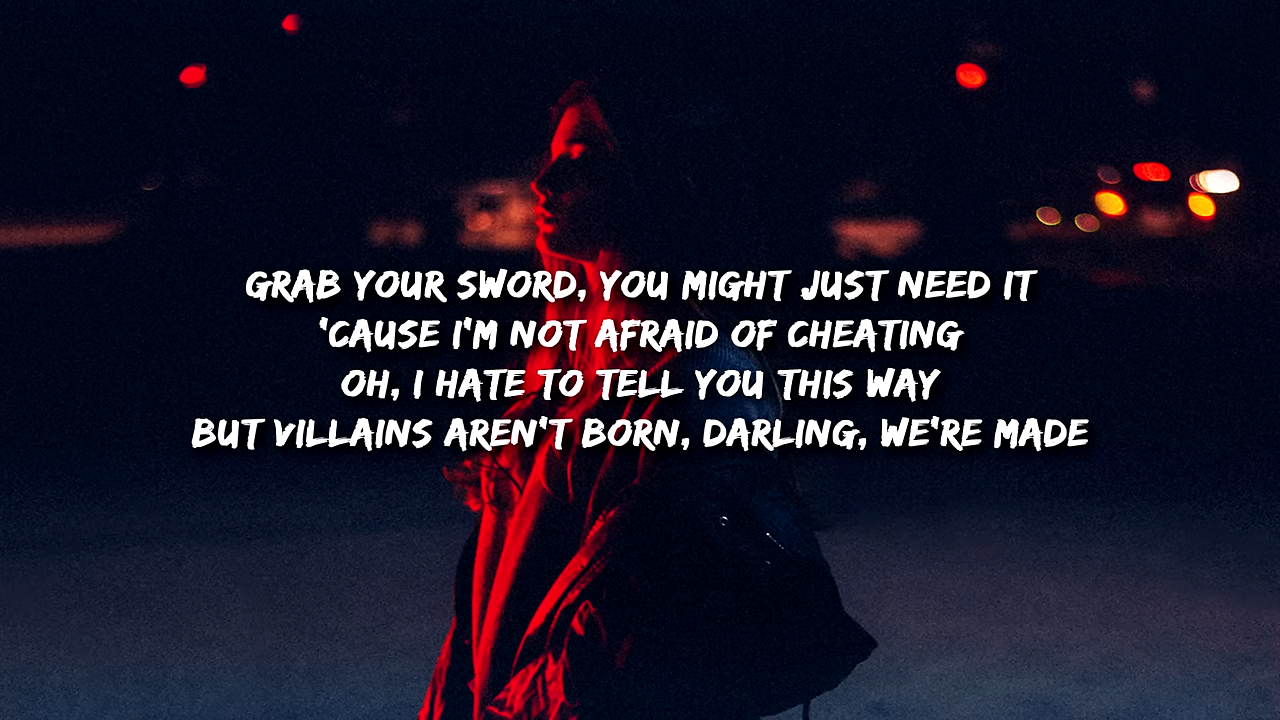 GRAB YOUR SWORD, YOU MIGHT JUST NEED IT
'CAUSE I'M NOT AFRAID OF CHEATING
OH, I HATE TO TELL YOU THIS WAY
BUT VILLAINS AREN'T BORN, DARLING, WE'RE MADE